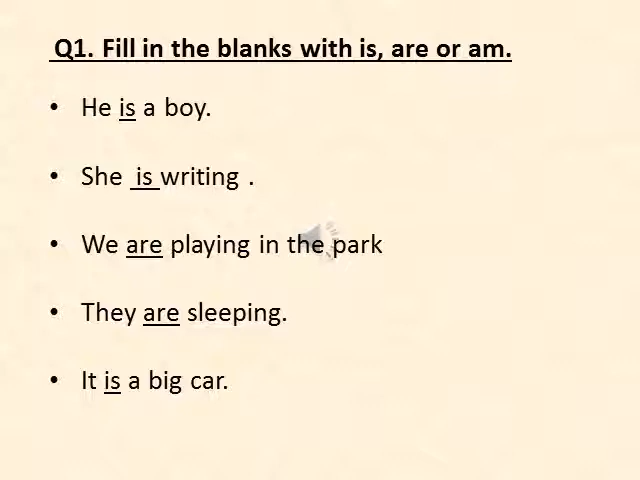 Q1. Fill in the blanks with is, are or am.
• He is a boy.
• She is writing .
• We are playing in the park
• They are sleeping.
• It is a big car.